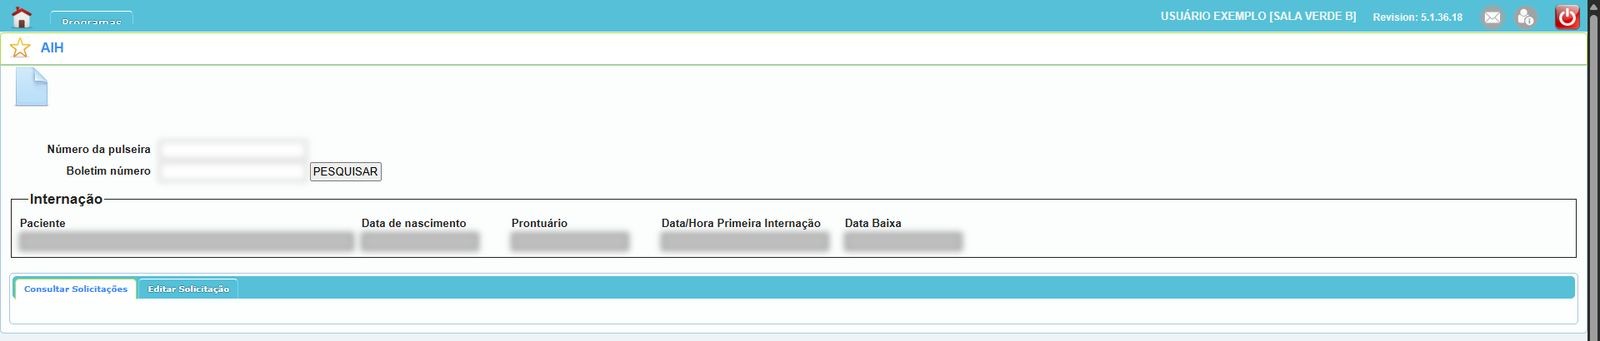 Programas
USUÁRIO EXEMPLO [SALA VERDE B] Revision: 5.1.36.18
AIH
Número da pulseira
Boletim número PESQUISAR
Internação
Paciente Data de nascimento Prontuário Data/Hora Primeira Internação Data Baixa
Consultar Solicitações Editar Solicitação